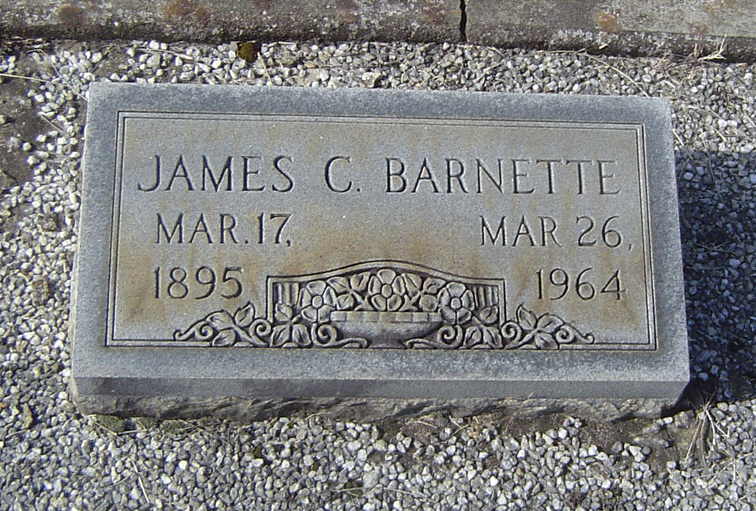 JAMES C. BARNETTE
MAR. 17, MAR 26,
1895 1964